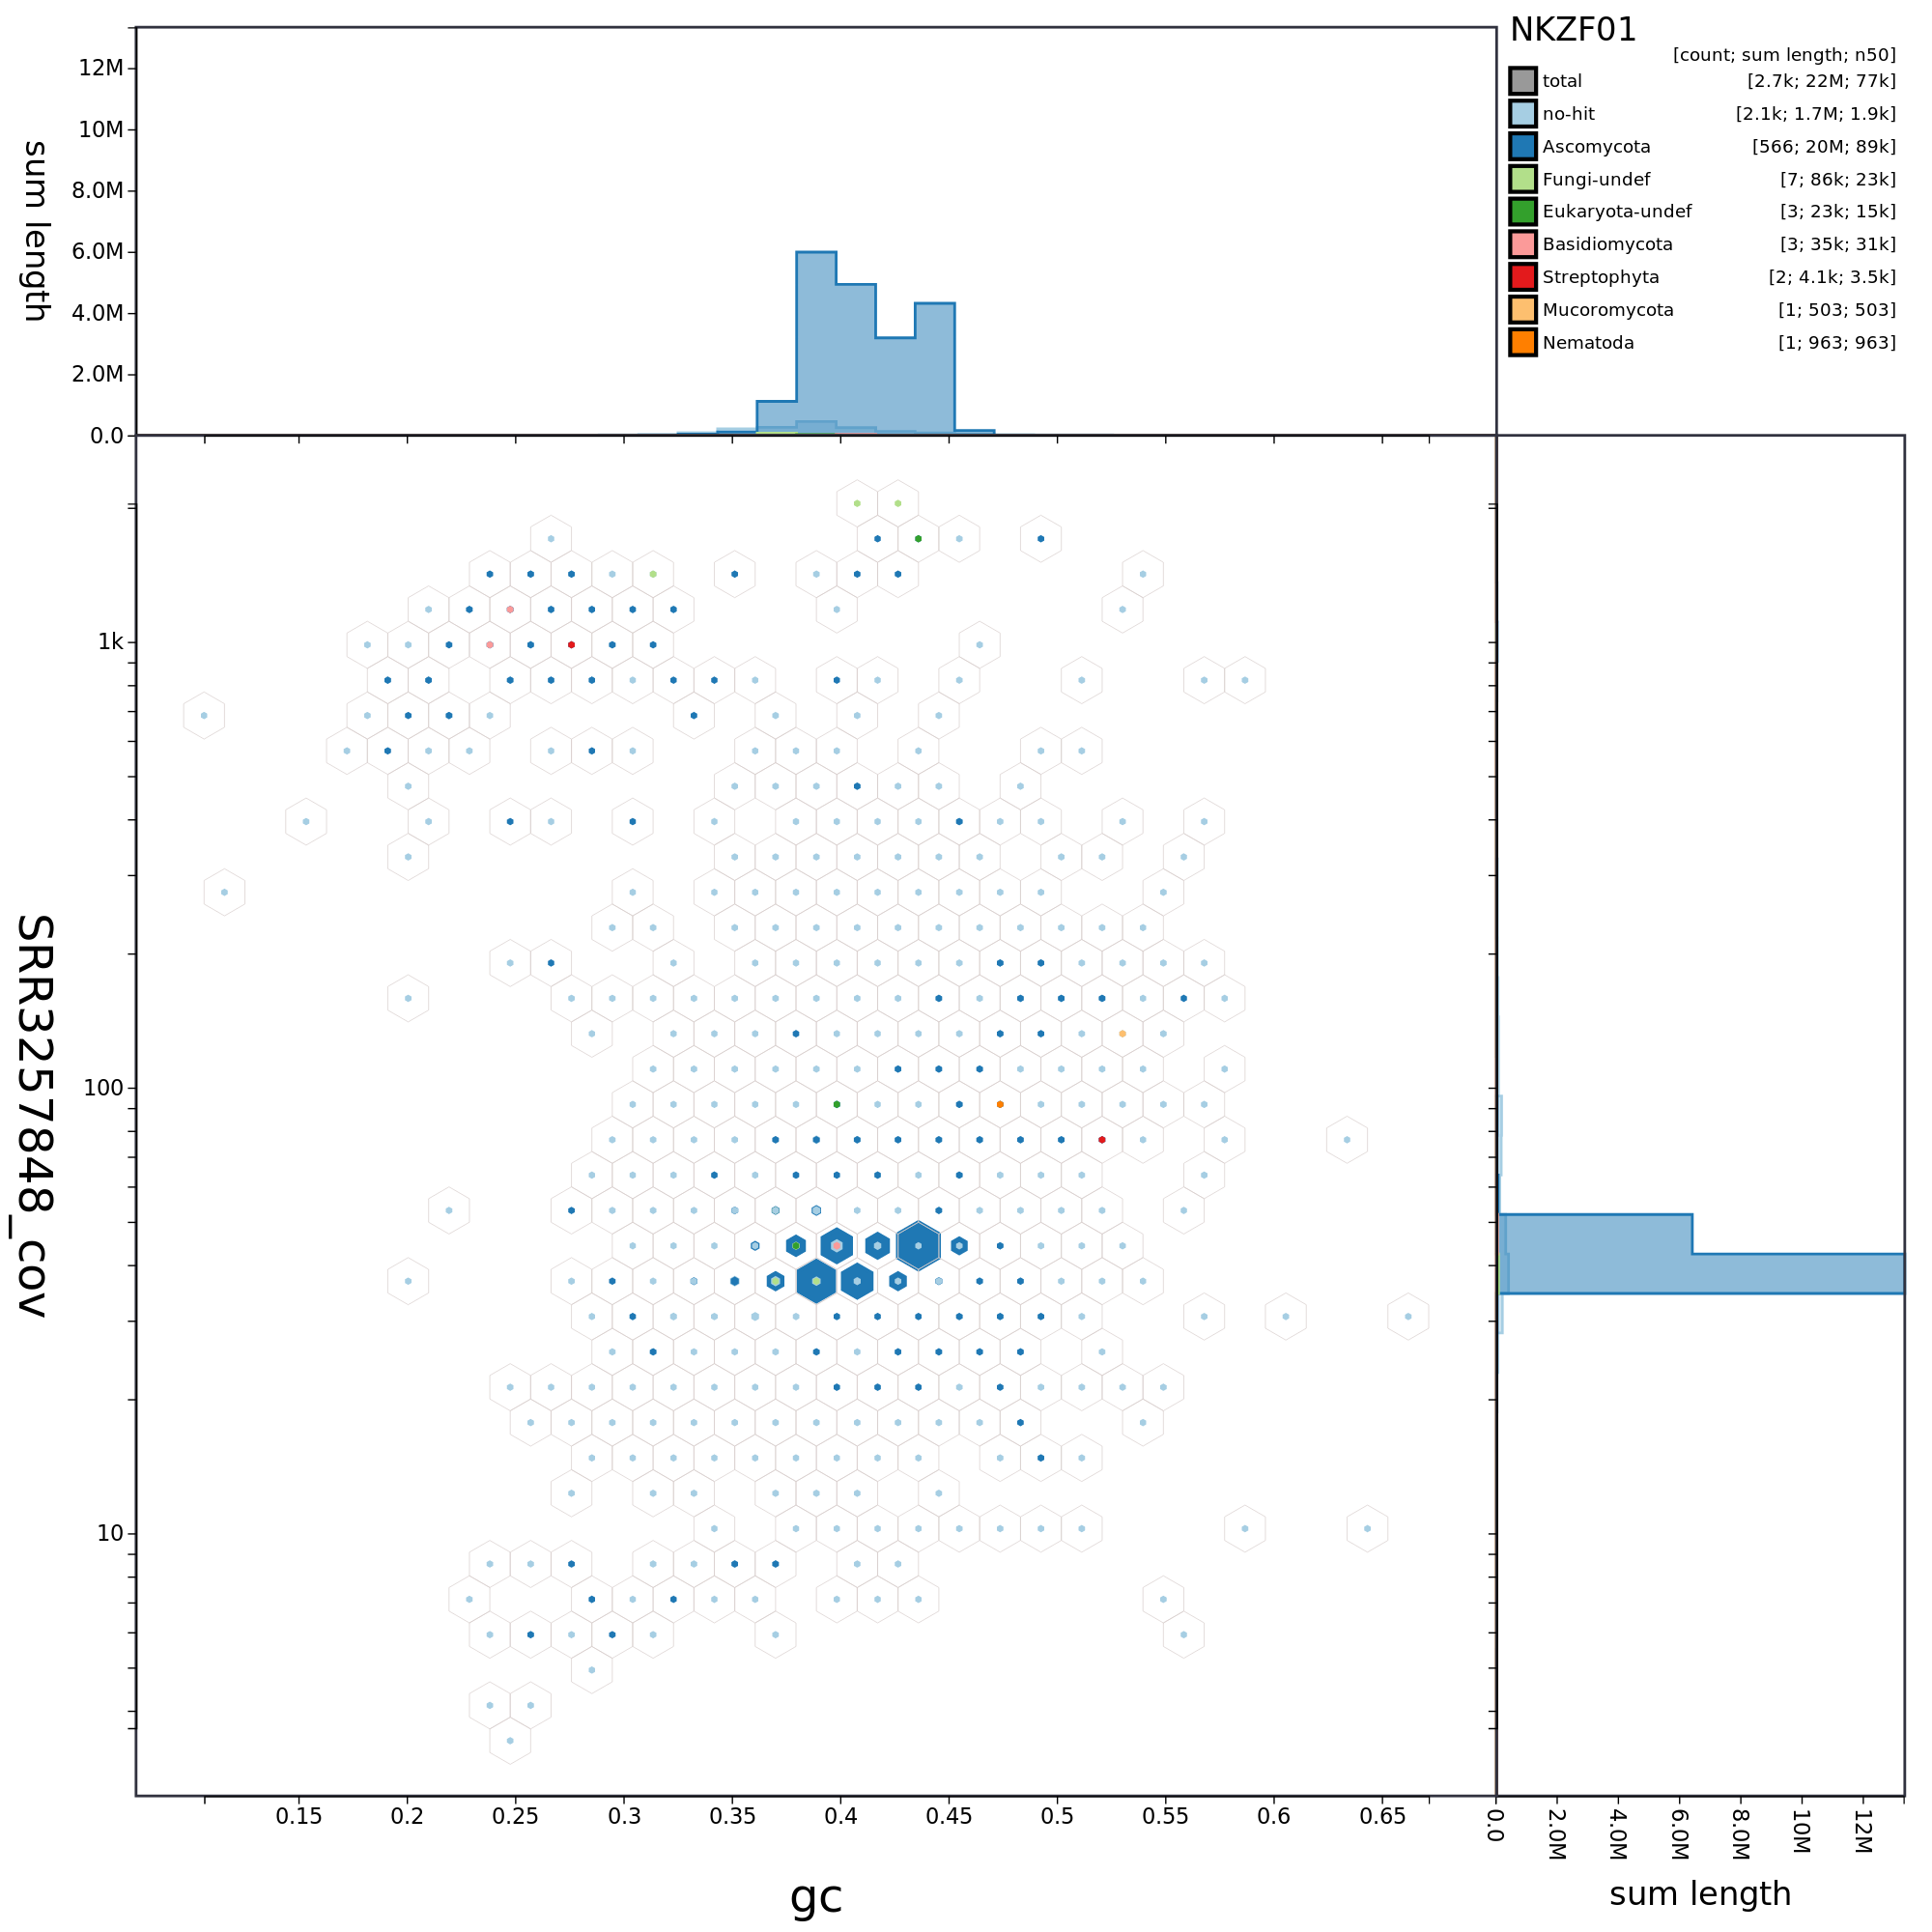 NKZF01
[count; sum length; n50]
total [2.7k; 22M; 77k]
no-hit [2.1k; 1.7M; 1.9k]
Ascomycota [566; 20M; 89k]
Fungi-undef [7; 86k; 23k]
Eukaryota-undef [3; 23k; 15k]
Basidiomycota [3; 35k; 31k]
Streptophyta [2; 4.1k; 3.5k]
Mucoromycota [1; 503; 503]
Nematoda [1; 963; 963]
sum length
12M
10M
8.0M
6.0M
4.0M
2.0M
0.0
SRR3257848_cov
1k
100
10
0.15 0.2 0.25 0.3 0.35 0.4 0.45 0.5 0.55 0.6 0.65
gc
0.0 2.0M 4.0M 6.0M 8.0M 10M 12M
sum length